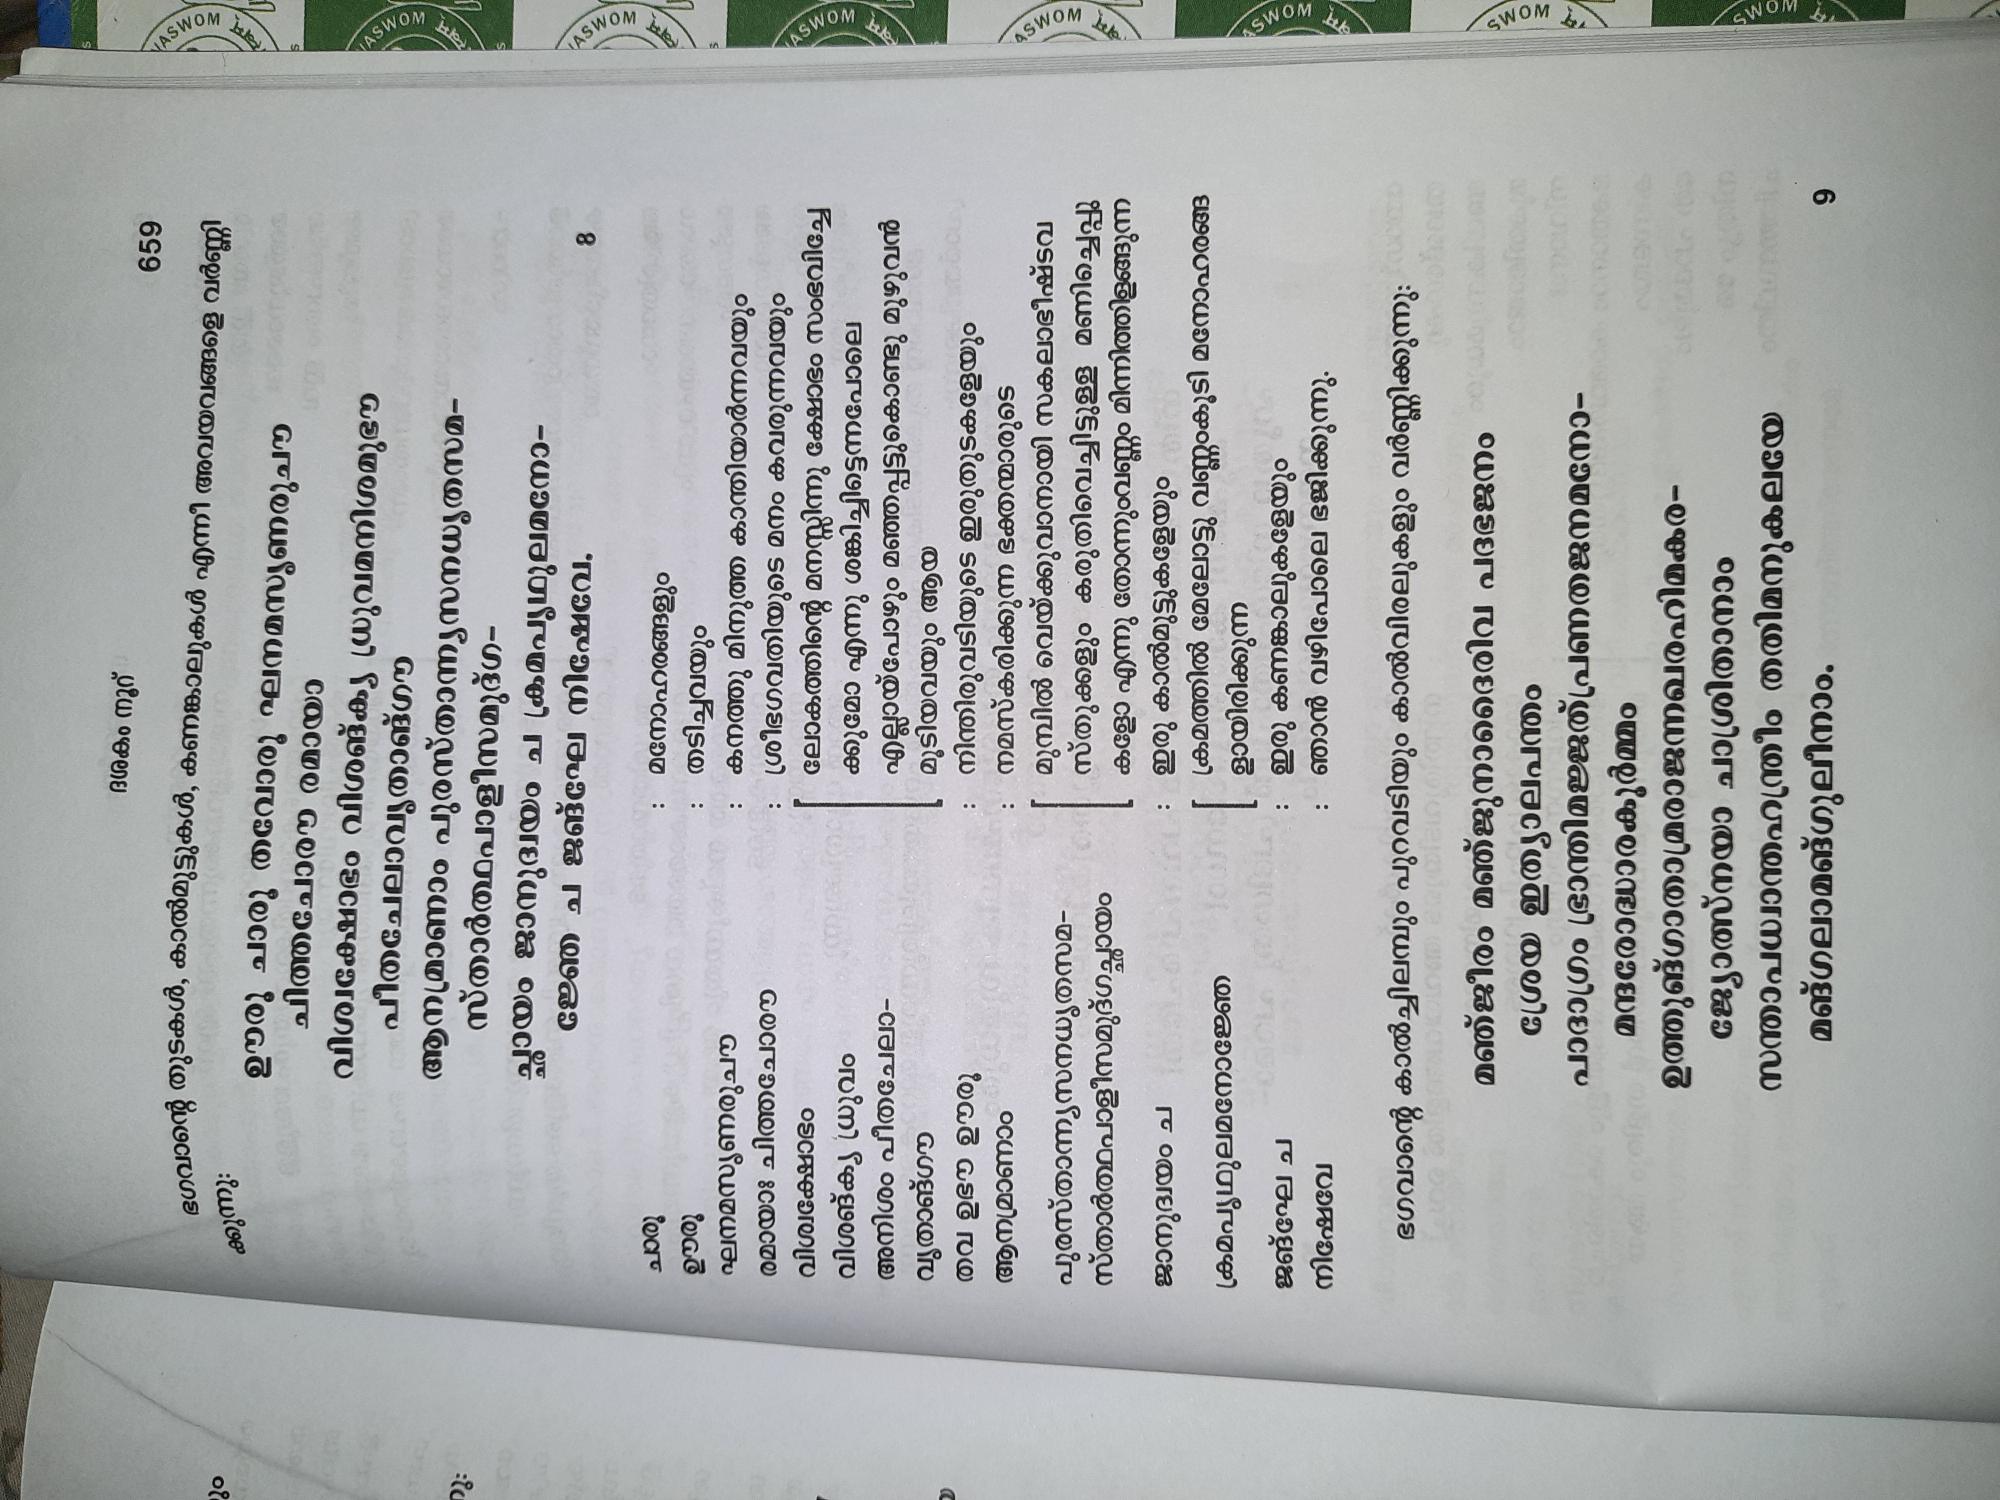 ദശകം നൂറ്
659
ഭഗവാന്റെ തുടകൾ, കാൽമുട്ടുകൾ, കണങ്കാലുകൾ എന്നീ അവയവങ്ങളെ വർണ്ണി
ക്കുന്നു:
ഊരൂ ചാരൂ തവോരൂ ഘനമസൃണരുചൗ
ചിത്തചോരൗ രമായാ
വിശ്വക്ഷോഭം വിശങ്ക്യ ധ്രുവമനിശമുഭൗ
പീതചേലാവൃതാങ്ഗൗ
ആനമ്രാണാം പുരസ്താന്ന്യസനധൃതസമ–
സ്താർത്ഥപാളീസമുദ്ഗ–
ച്ഛായം ജാനുദ്വയം ച ക്രമപൃഥുലമനോ–
ജ്ഞേ ച ജങ്ഘേ നിഷേവേ. 8
ചാരൂ : മനോഹരങ്ങളും
ഊരൂ : തടിച്ചവയും
ഘനമസൃണരുചൗ : കനത്തു മിനുത്ത കാന്തിയാർന്നവയും
രമായാഃ ചിത്തചോരൗ : ശ്രീഭഗവതിയുടെ മനം കവരുന്നവയും
വിശ്വക്ഷോഭം ലോകത്തിന്റെ മനസ്സിന്നു ക്ഷോഭം സംഭവിച്ചേ
വിശങ്ക്യ ധ്രുവം ക്കുമോ എന്നു ശങ്കിച്ചിട്ടെന്നപോലെ
അനിശം പീതചേലാ– എല്ലായ്പോഴും മഞ്ഞപ്പട്ടുകൊണ്ടു മുഴുവൻ
വൃതാങ്ഗൗ മൂടിയവയും ആയ
തവ ഉഭൗ ഊരൂ : നിന്തിരുവടിയുടെ ഇരുതുടകളേയും
ആനമ്രാണാം : നമസ്കരിക്കുന്ന ഭക്തന്മാരുടെ
പുരസ്താന്ന്യസനധൃതസമ– മുമ്പിൽ വെയ്ക്കുവാനായി സകലാഭീഷ്ടവ
സ്താർത്ഥപാളീസമുദ്ഗച്ഛായം സ്തുക്കളും കരുതിവെച്ചിട്ടുള്ള മണിച്ചെപ്പു
കളോ എന്നു തോന്നുംവണ്ണം മിന്നിത്തിളങ്ങുന്ന
ജാനുദ്വയം ച : ഇരു കാൽമുട്ടുകളേയും
ക്രമപൃഥുലമനോജ്ഞേ ക്രമത്തിൽ മേലോട്ടു വണ്ണംകൂടി മനോഹരങ്ങ
ളായിരിക്കുന്ന
ജങ്ഘേ ച : ഇരു കണങ്കാലുകളേയും
നിഷേവേ : ഞാൻ വഴിപോലെ ഭജിക്കുന്നു.
ഭഗവാന്റെ കാൽച്ചിലമ്പും പുറവടിയും കാൽവിരലുകളും വർണ്ണിക്കുന്നു:
മഞ്ജീരം മഞ്ജുനാദൈരിവ പദഭജനം
ശ്രേയ ഇത്യാലപന്തം
പാദാഗ്രം ഭ്രാന്തിമജ്ജത്പ്രണതജനമനോ–
മന്ദരോദ്ധാരകൂർമ്മം
ഉത്തുങ്ഗാതാമ്രരാജന്നഖരഹിമകര–
ജ്യോത്സ്നയാ ചാശ്രിതാനാം
സന്താപധ്വാന്തഹന്ത്രീം തതിമനുകലയേ
മങ്ഗലാമങ്ഗുലീനാം. 9